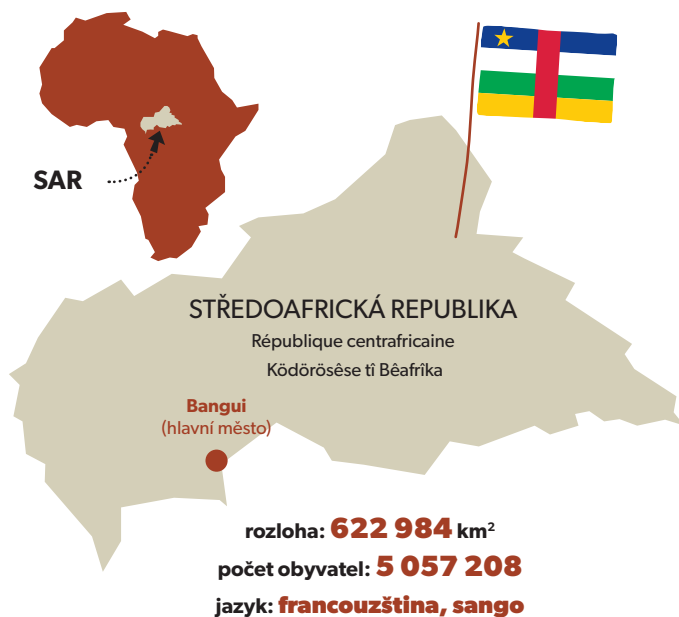 SAR
STŘEDOAFRICKÁ REPUBLIKA
République centrafricaine
Ködörösêse tî Bêafrîka
Bangui
(hlavní město)
rozloha: 622 984 km²
počet obyvatel: 5 057 208
jazyk: francouzština, sango